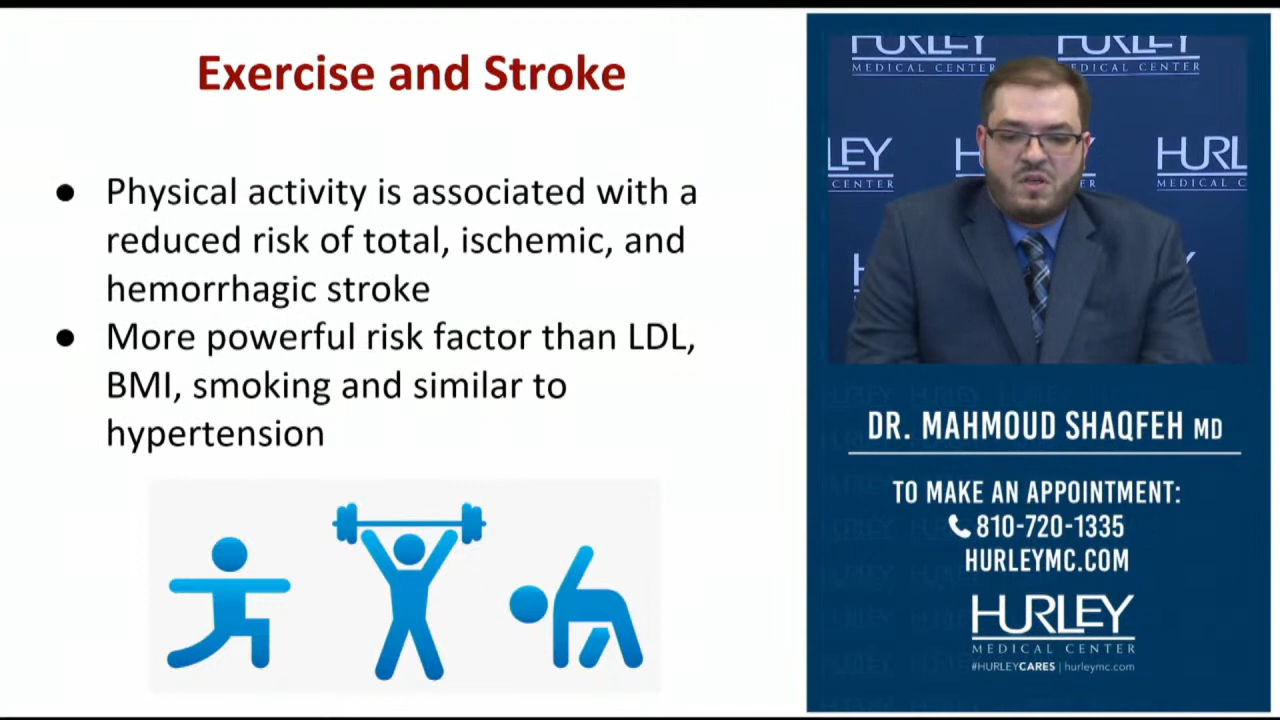 Exercise and Stroke
● Physical activity is associated with a
reduced risk of total, ischemic, and
hemorrhagic stroke
● More powerful risk factor than LDL,
BMI, smoking and similar to
hypertension
HURLEY HURLEY
MEDICAL CENTER MEDICAL CENTER
LEY H HURL
CENTER ER MEDICAL C
H
DR. MAHMOUD SHAQFEH MD
TO MAKE AN APPOINTMENT:
810-720-1335
HURLEYMC.COM
HURLEY
MEDICAL CENTER
#HURLEYCARES | hurleymc.com